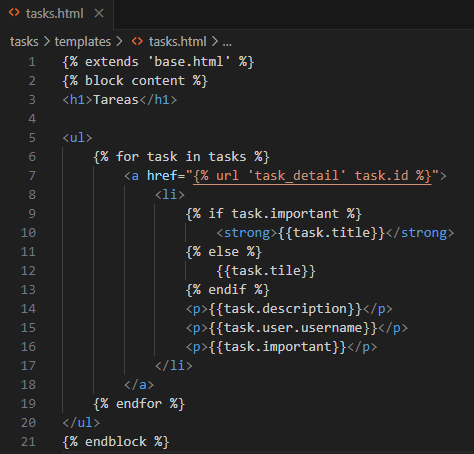 tasks.html ×
tasks > templates > tasks.html > ...
1 {% extends 'base.html' %}
2 {% block content %}
3 <h1>Tareas</h1>
4
5 <ul>
6 {% for task in tasks %}
7 <a href="{% url 'task_detail' task.id %}">
8 <li>
9 {% if task.important %}
10 <strong>{{task.title}}</strong>
11 {% else %}
12 {{task.tile}}
13 {% endif %}
14 <p>{{task.description}}</p>
15 <p>{{task.user.username}}</p>
16 <p>{{task.important}}</p>
17 </li>
18 </a>
19 {% endfor %}
20 </ul>
21 {% endblock %}